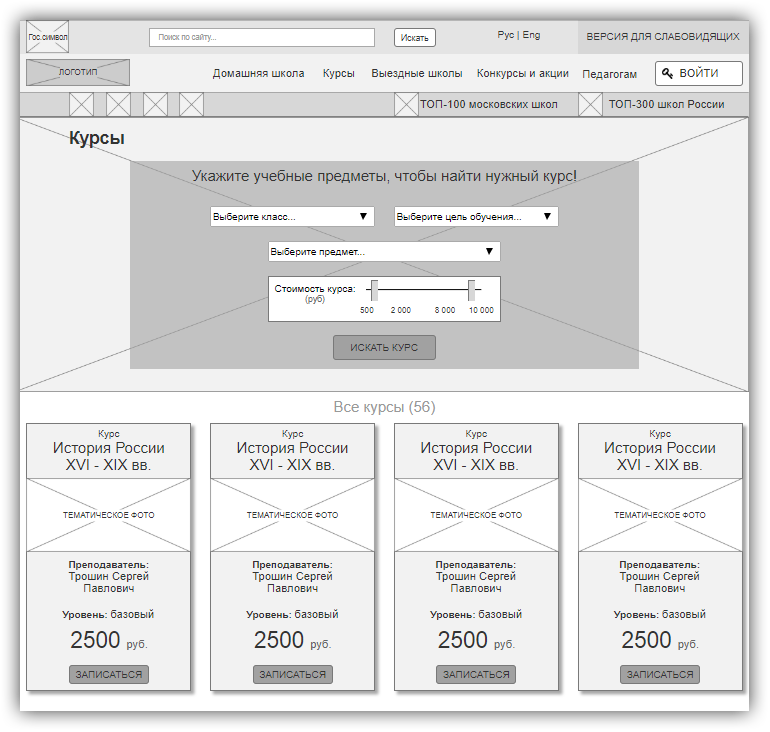 Гос.символ
Поиск по сайту...
Искать
Рус | Eng
ВЕРСИЯ ДЛЯ СЛАБОВИДЯЩИХ
ЛОГОТИП
Домашняя школа
Курсы
Выездные школы
Конкурсы и акции
Педагогам
ВОЙТИ
ТОП-100 московских школ
ТОП-300 школ России
Курсы
Укажите учебные предметы, чтобы найти нужный курс!
Выберите класс...
Выберите цель обучения...
Выберите предмет...
Стоимость курса:
(руб)
500 2 000 8 000 10 000
ИСКАТЬ КУРС
Все курсы (56)
Курс
История России
XVI - XIX вв.
ТЕМАТИЧЕСКОЕ ФОТО
Преподаватель:
Трошин Сергей
Павлович
Уровень: базовый
2500 руб.
ЗАПИСАТЬСЯ
Курс
История России
XVI - XIX вв.
ТЕМАТИЧЕСКОЕ ФОТО
Преподаватель:
Трошин Сергей
Павлович
Уровень: базовый
2500 руб.
ЗАПИСАТЬСЯ
Курс
История России
XVI - XIX вв.
ТЕМАТИЧЕСКОЕ ФОТО
Преподаватель:
Трошин Сергей
Павлович
Уровень: базовый
2500 руб.
ЗАПИСАТЬСЯ
Курс
История России
XVI - XIX вв.
ТЕМАТИЧЕСКОЕ ФОТО
Преподаватель:
Трошин Сергей
Павлович
Уровень: базовый
2500 руб.
ЗАПИСАТЬСЯ